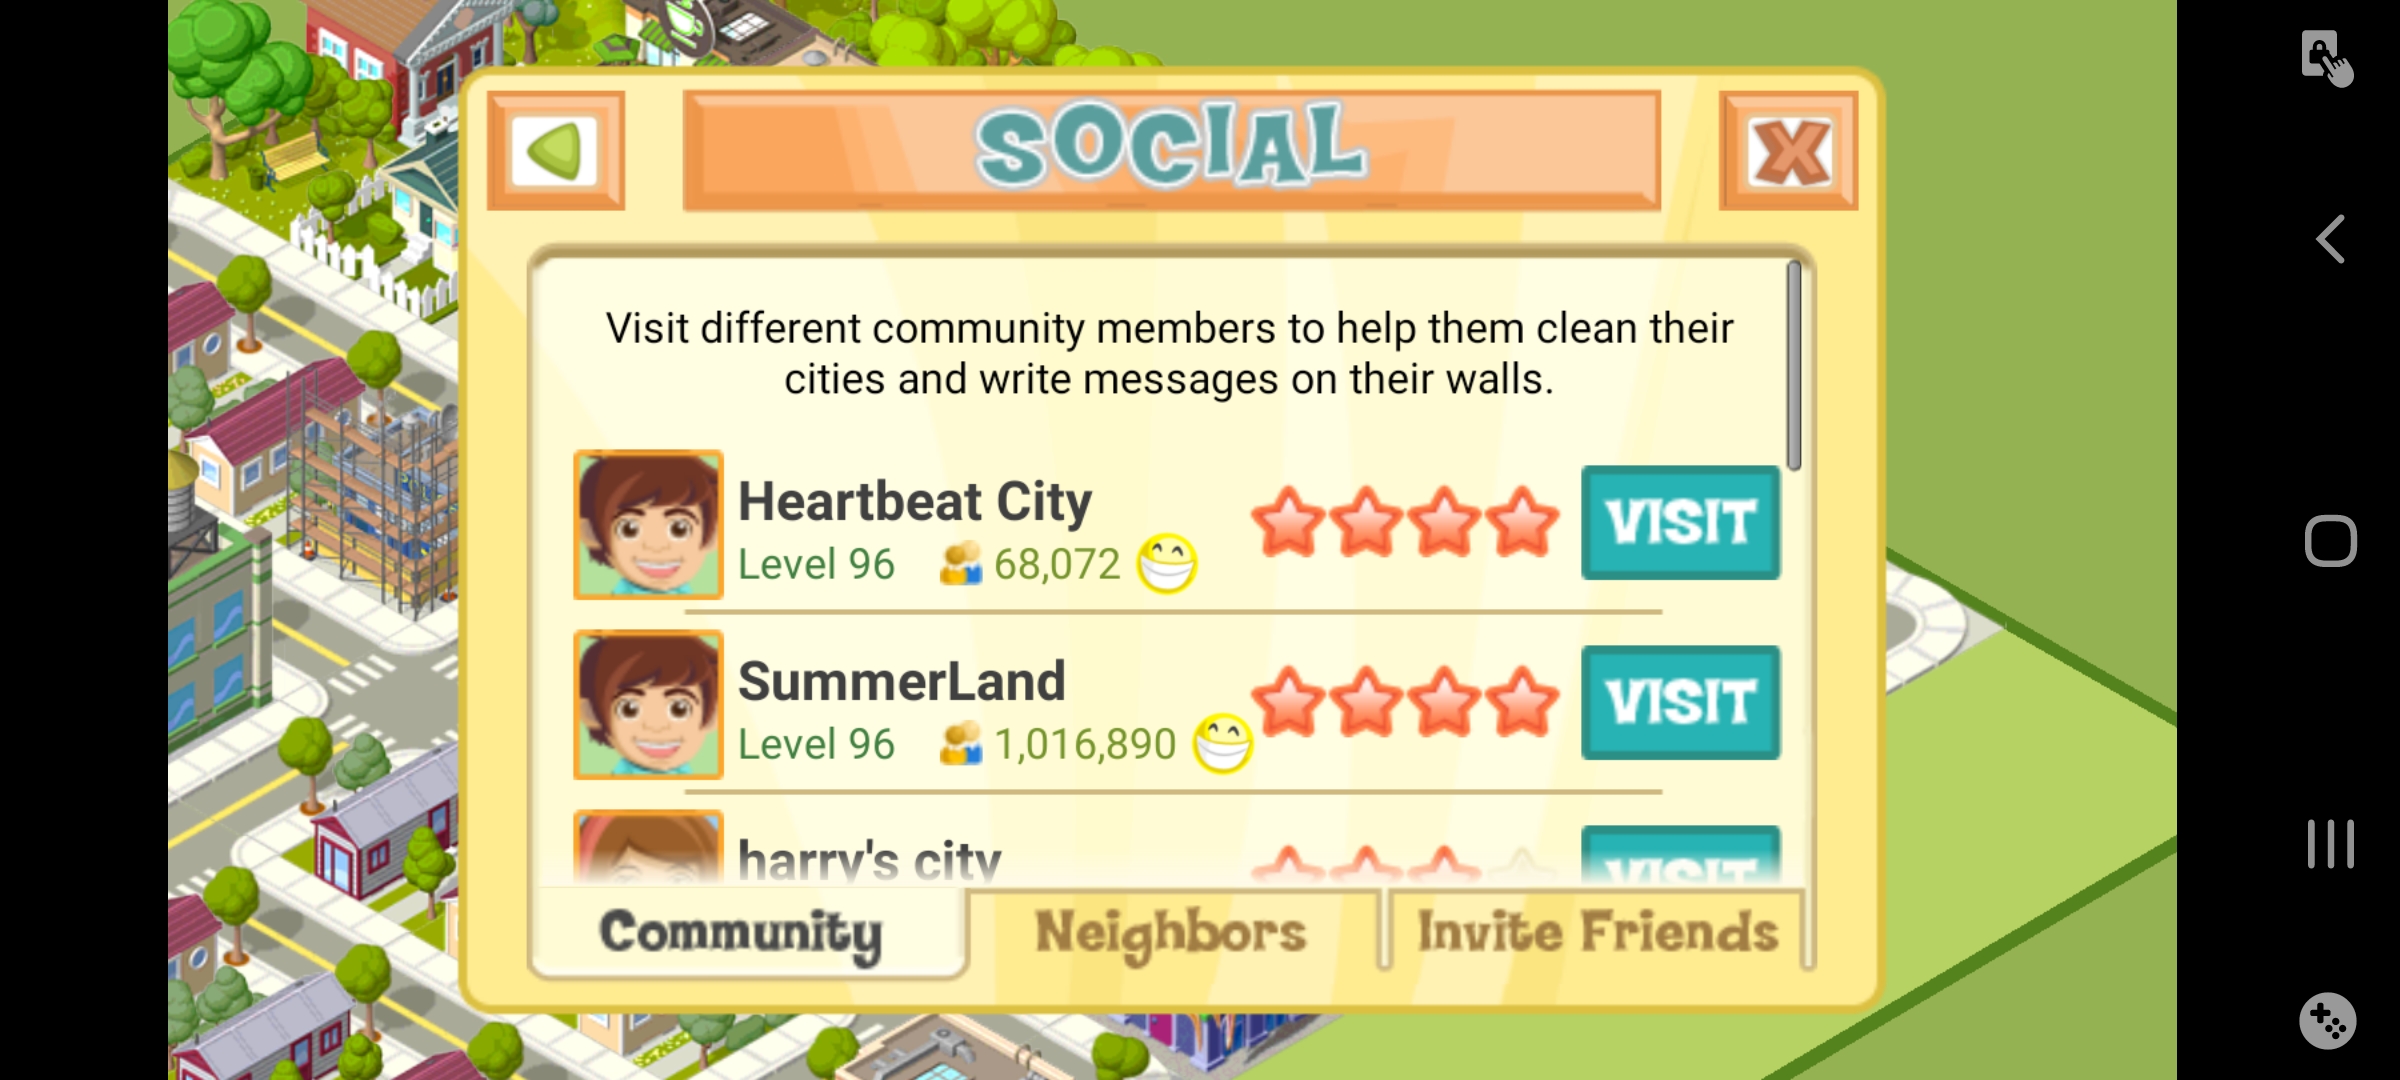 SOCIAL
X
Visit different community members to help them clean their
cities and write messages on their walls.
Heartbeat City
Level 96 68,072
VISIT
SummerLand
Level 96 1,016,890
VISIT
harry's city
VISIT
Community Neighbors Invite Friends